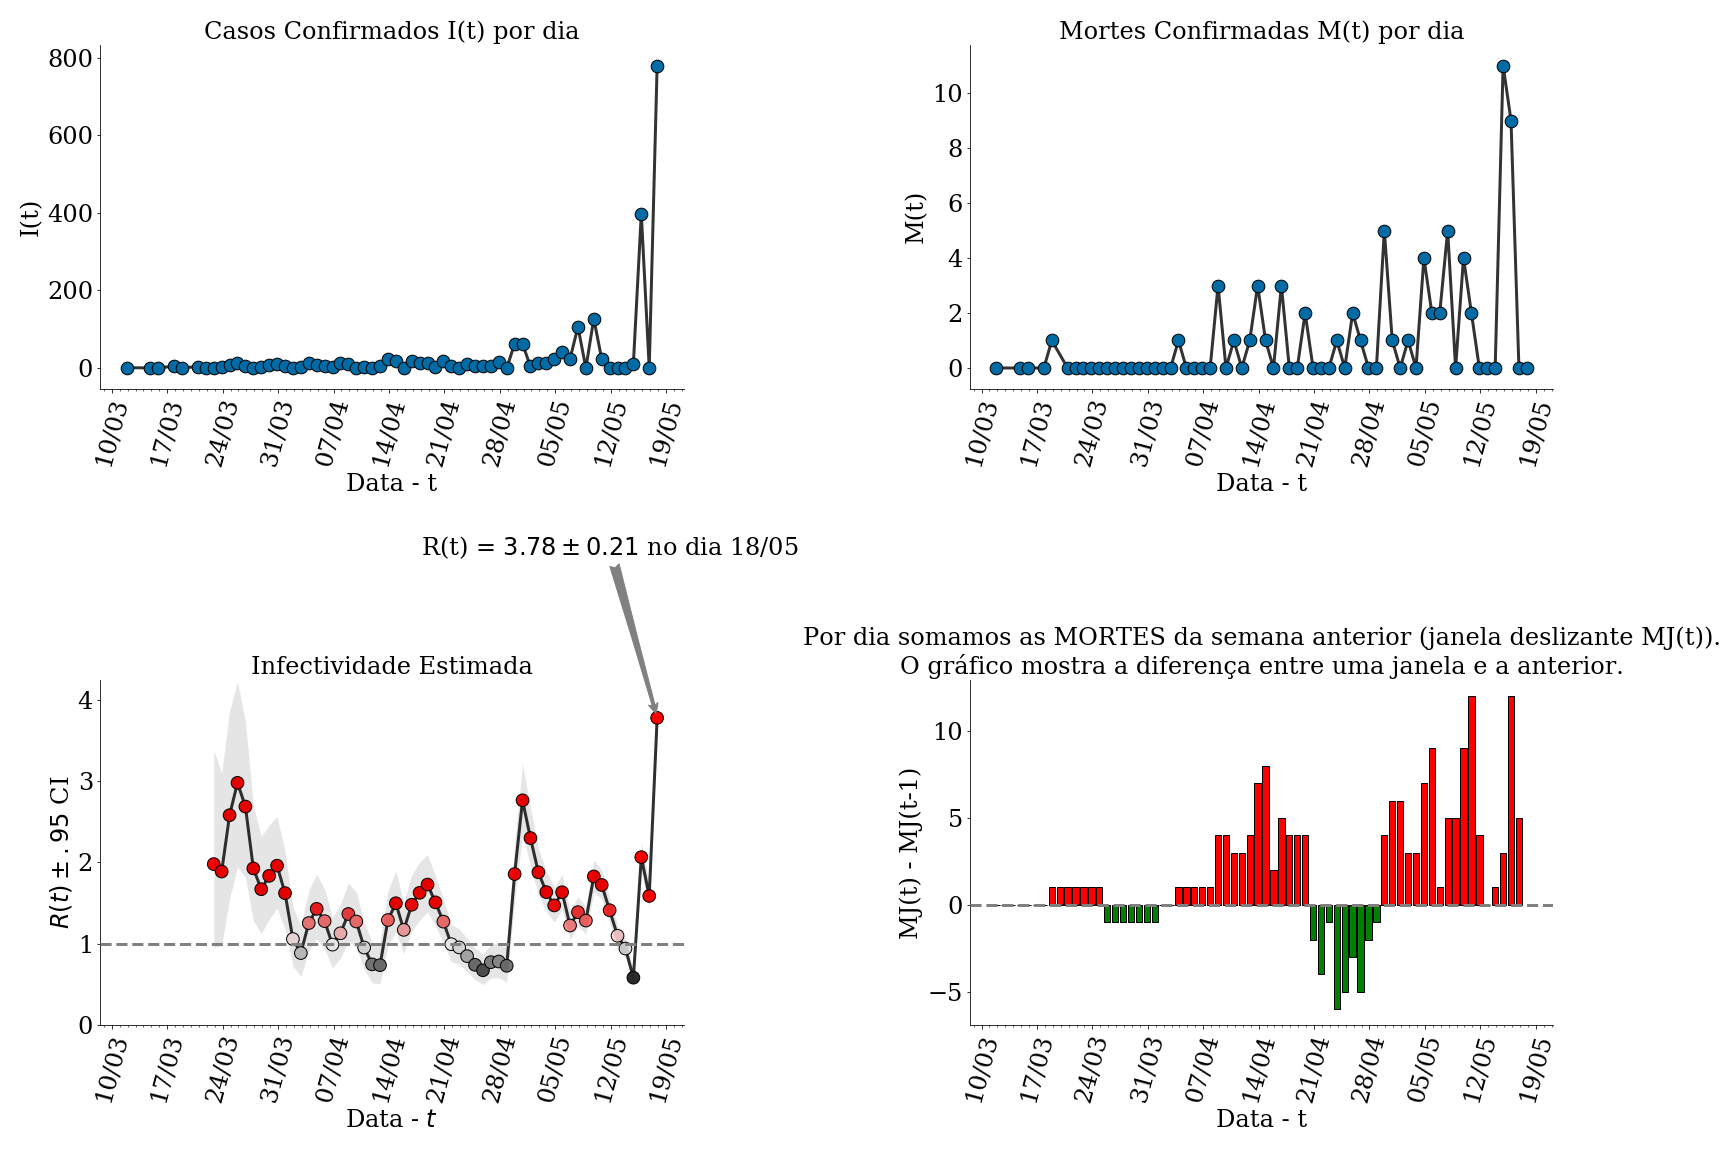 Casos Confirmados I(t) por dia
I(t)
800
600
400
200
0
10/03 17/03 24/03 31/03 07/04 14/04 21/04 28/04 05/05 12/05 19/05
Data - t
Mortes Confirmadas M(t) por dia
M(t)
10
8
6
4
2
0
10/03 17/03 24/03 31/03 07/04 14/04 21/04 28/04 05/05 12/05 19/05
Data - t
R(t) = 3.78 ± 0.21 no dia 18/05
Infectividade Estimada
R(t) ± .95 CI
4
3
2
1
0
10/03 17/03 24/03 31/03 07/04 14/04 21/04 28/04 05/05 12/05 19/05
Data - t
Por dia somamos as MORTES da semana anterior (janela deslizante MJ(t)).
O gráfico mostra a diferença entre uma janela e a anterior.
MJ(t) - MJ(t-1)
10
5
0
−5
10/03 17/03 24/03 31/03 07/04 14/04 21/04 28/04 05/05 12/05 19/05
Data - t